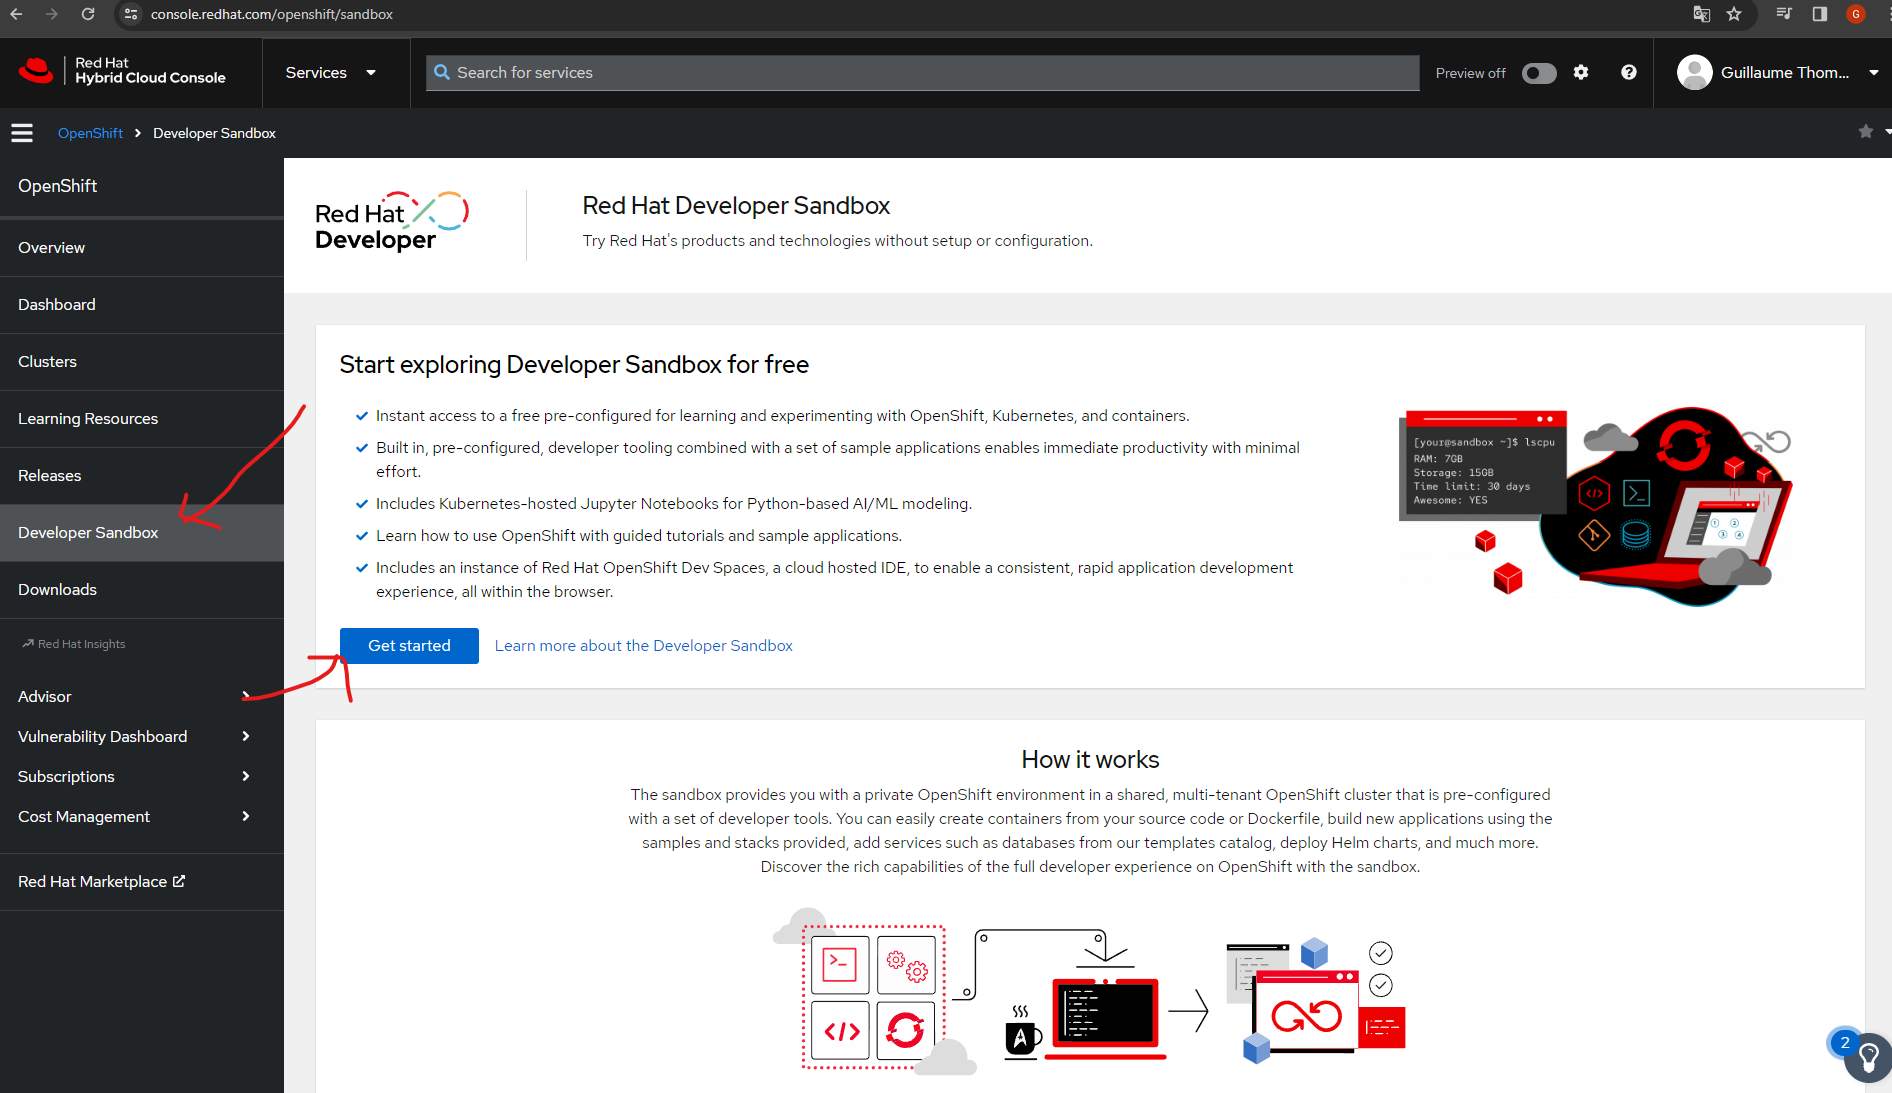 console.redhat.com/openshift/sandbox
G
Red Hat
Hybrid Cloud Console
Services
Search for services
Preview off
Guillaume Thom...
OpenShift
Developer Sandbox
OpenShift
Overview
Dashboard
Clusters
Learning Resources
Releases
Developer Sandbox
Downloads
Red Hat Insights
Advisor
Vulnerability Dashboard
Subscriptions
Cost Management
Red Hat Marketplace
Red Hat
Developer
Red Hat Developer Sandbox
Try Red Hat's products and technologies without setup or configuration.
Start exploring Developer Sandbox for free
Instant access to a free pre-configured for learning and experimenting with OpenShift, Kubernetes, and containers.
Built in, pre-configured, developer tooling combined with a set of sample applications enables immediate productivity with minimal
effort.
Includes Kubernetes-hosted Jupyter Notebooks for Python-based AI/ML modeling.
Learn how to use OpenShift with guided tutorials and sample applications.
Includes an instance of Red Hat OpenShift Dev Spaces, a cloud hosted IDE, to enable a consistent, rapid application development
experience, all within the browser.
Get started
Learn more about the Developer Sandbox
[your@sandbox ~]$ lscpu
RAM: 7GB
Storage: 15GB
Time limit: 30 days
Awesome: YES
</>
1 2
3 4
How it works
The sandbox provides you with a private OpenShift environment in a shared, multi-tenant OpenShift cluster that is pre-configured
with a set of developer tools. You can easily create containers from your source code or Dockerfile, build new applications using the
samples and stacks provided, add services such as databases from our templates catalog, deploy Helm charts, and much more.
Discover the rich capabilities of the full developer experience on OpenShift with the sandbox.
>_
</>
2